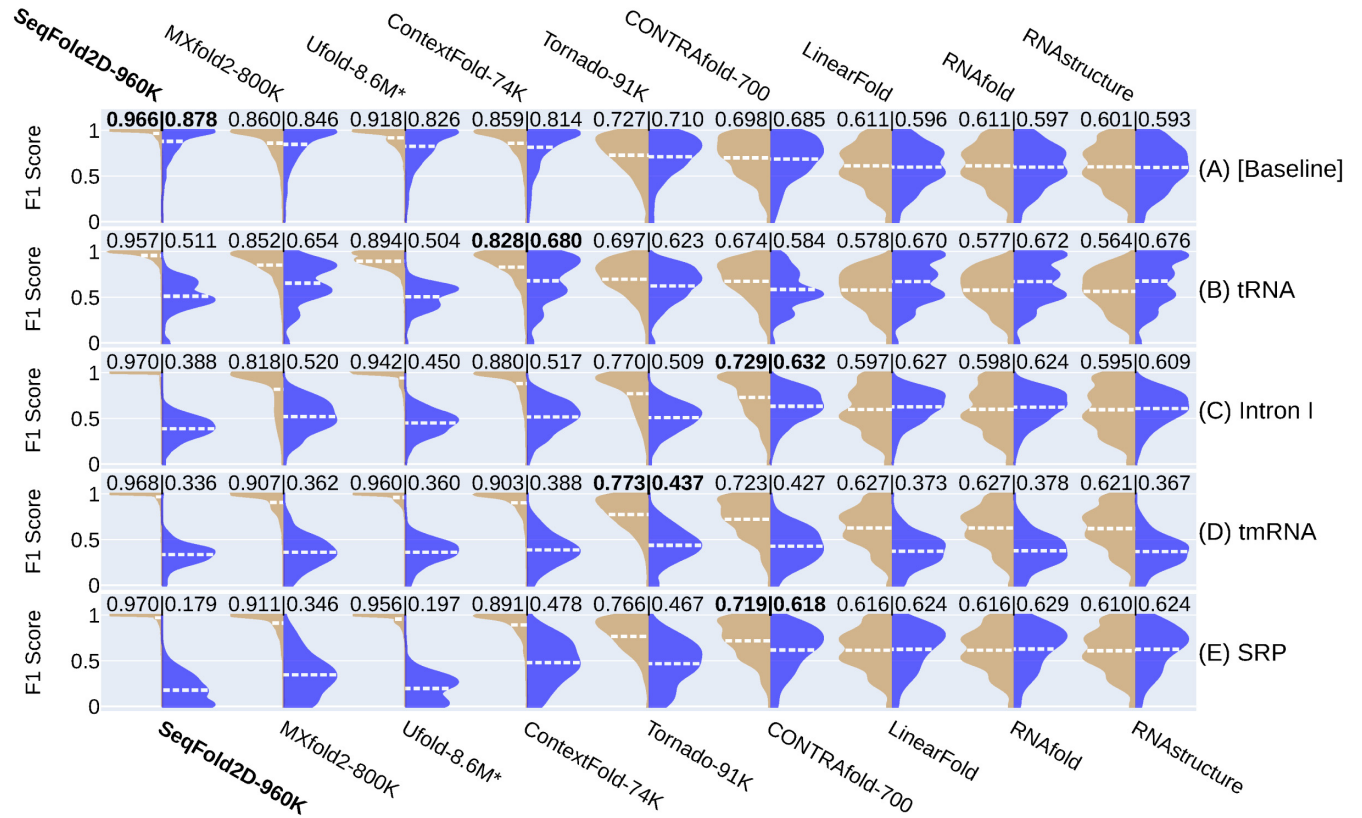 SeqFold2D-960K
MXfold2-800K
Ufold-8.6M*
ContextFold-74K
Tornado-91K
CONTRAfold-700
LinearFold
RNAfold
RNAstructure
0.966|0.878 0.860|0.846 0.918|0.826 0.859|0.814 0.727|0.710 0.698|0.685 0.611|0.596 0.611|0.597 0.601|0.593
F1 Score
1
0.5
0
(A) [Baseline]
0.957|0.511 0.852|0.654 0.894|0.504 0.828|0.680 0.697|0.623 0.674|0.584 0.578|0.670 0.577|0.672 0.564|0.676
F1 Score
1
0.5
0
(B) tRNA
0.970|0.388 0.818|0.520 0.942|0.450 0.880|0.517 0.770|0.509 0.729|0.632 0.597|0.627 0.598|0.624 0.595|0.609
F1 Score
1
0.5
0
(C) Intron I
0.968|0.336 0.907|0.362 0.960|0.360 0.903|0.388 0.773|0.437 0.723|0.427 0.627|0.373 0.627|0.378 0.621|0.367
F1 Score
1
0.5
0
(D) tmRNA
0.970|0.179 0.911|0.346 0.956|0.197 0.891|0.478 0.766|0.467 0.719|0.618 0.616|0.624 0.616|0.629 0.610|0.624
F1 Score
1
0.5
0
(E) SRP
SeqFold2D-960K
MXfold2-800K
Ufold-8.6M*
ContextFold-74K
Tornado-91K
CONTRAfold-700
LinearFold
RNAfold
RNAstructure